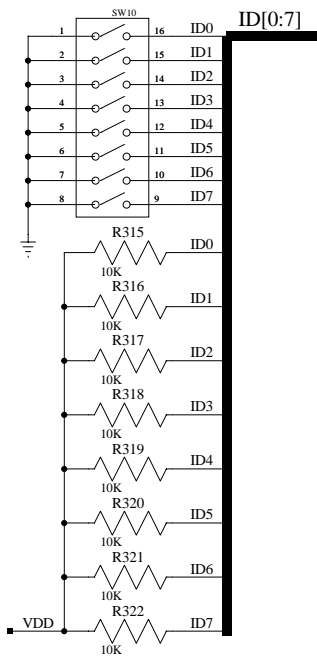 SW10
ID[0:7]
1 16 ID0
2 15 ID1
3 14 ID2
4 13 ID3
5 12 ID4
6 11 ID5
7 10 ID6
8 9 ID7
R315
ID0
10K
R316
ID1
10K
R317
ID2
10K
R318
ID3
10K
R319
ID4
10K
R320
ID5
10K
R321
ID6
10K
R322
VDD
ID7
10K